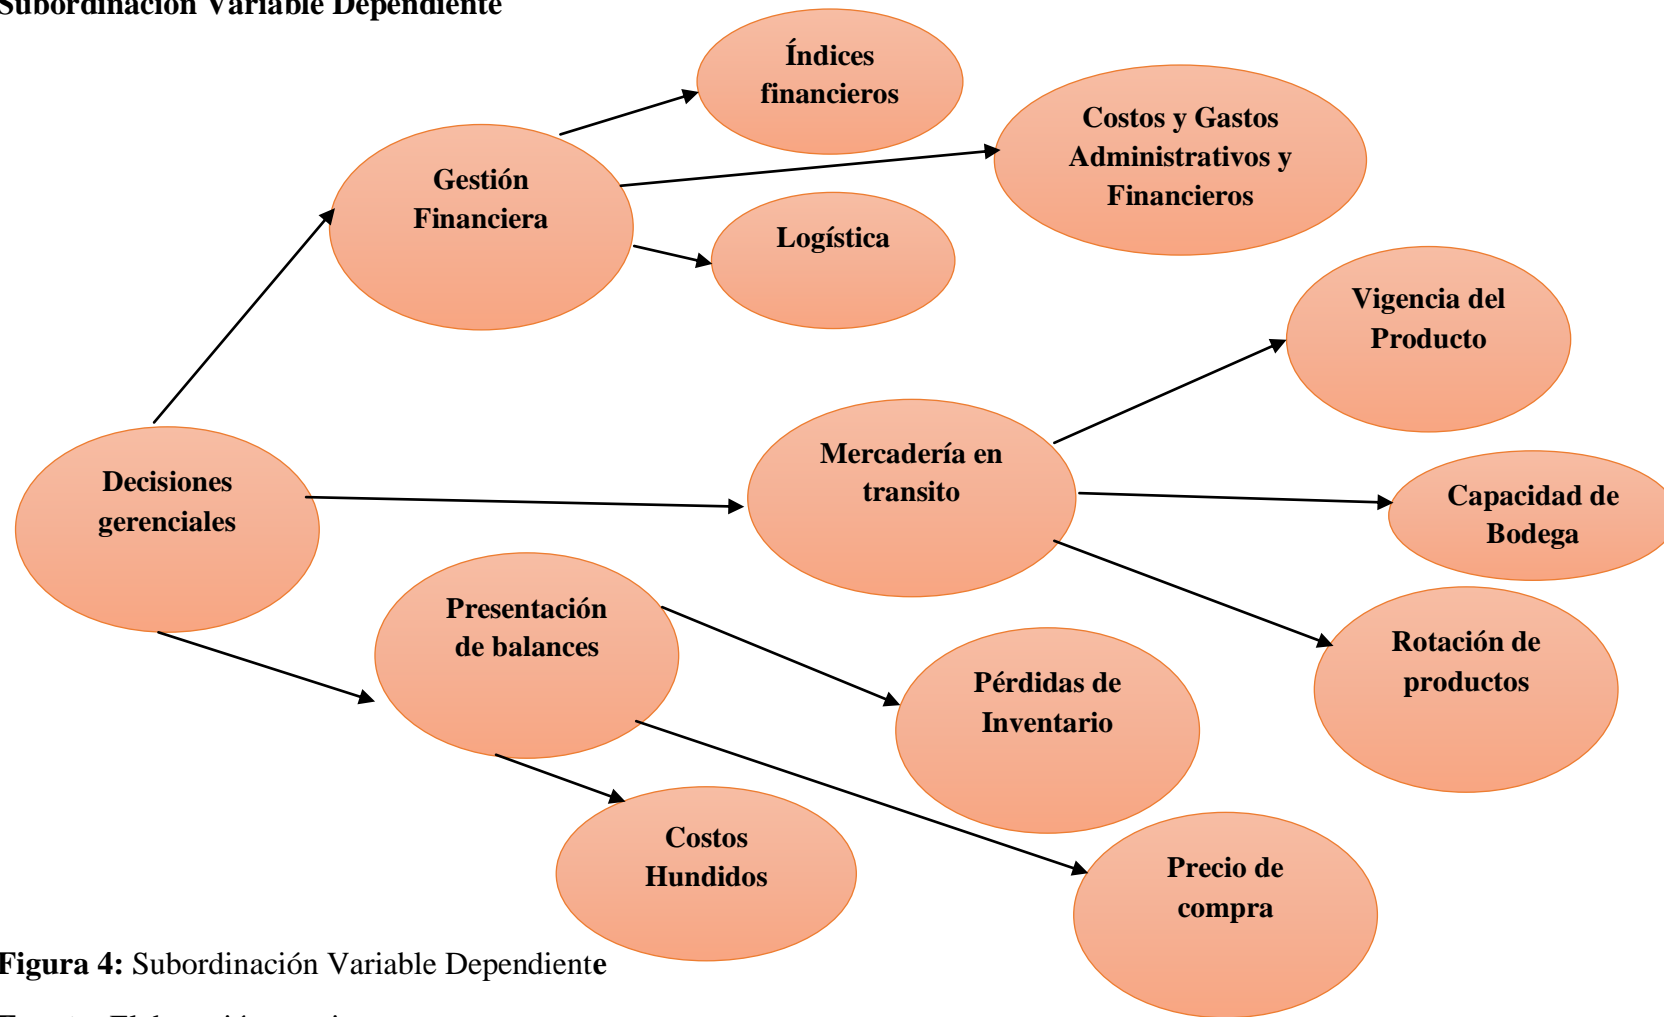 Subordinación Variable Dependiente
Índices
financieros
Costos y Gastos
Administrativos y
Financieros
Gestión
Financiera
Logística
Vigencia del
Producto
Mercadería en
transito
Decisiones
gerenciales
Capacidad de
Bodega
Presentación
de balances
Rotación de
productos
Pérdidas de
Inventario
Costos
Hundidos
Precio de
compra
Figura 4: Subordinación Variable Dependiente